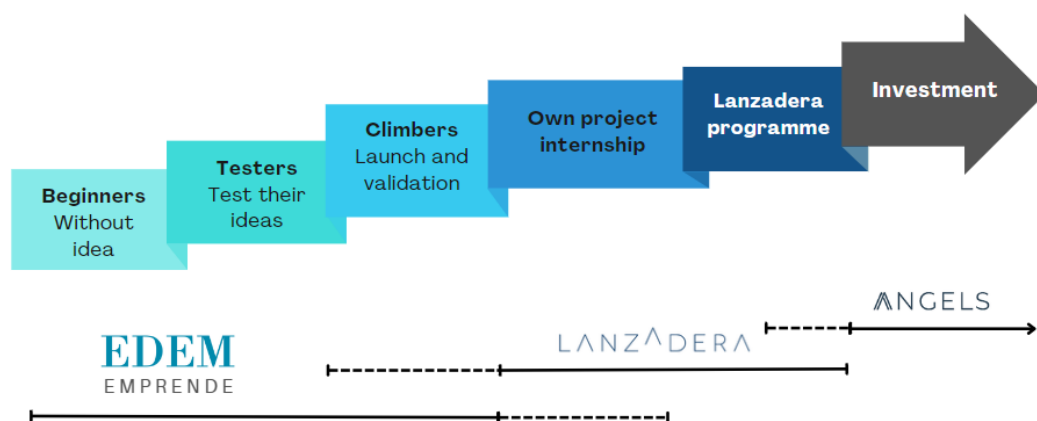 Beginners
Without
idea
Testers
Test their
ideas
Climbers
Launch and
validation
Own project
internship
Lanzadera
programme
Investment
ANGELS
LANZADERA
EDEM
EMPRENDE